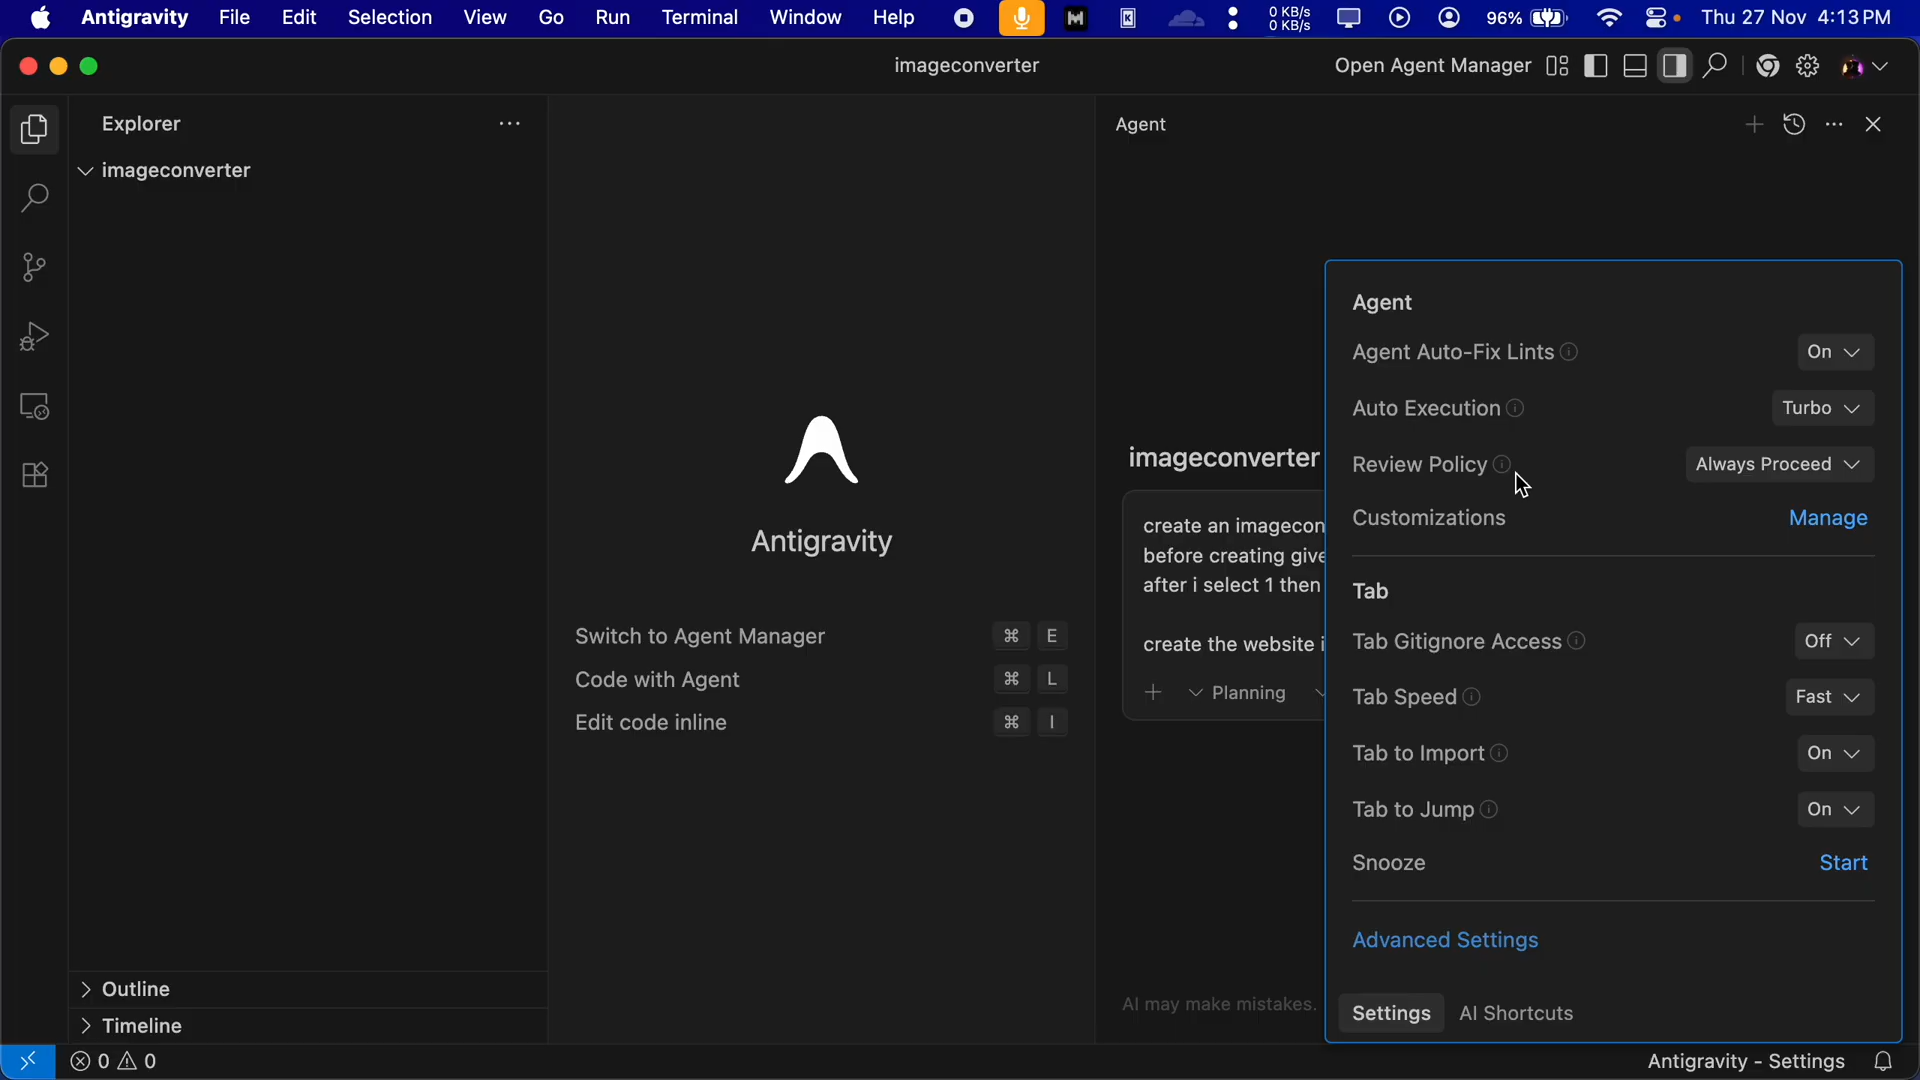 Antigravity File Edit Selection View Go Run Terminal Window Help 0 KB/s 0 KB/s 96% Thu 27 Nov 4:13 PM
imageconverter Open Agent Manager
Explorer
imageconverter
Outline
Timeline
Antigravity
Switch to Agent Manager ⌘ E
Code with Agent ⌘ L
Edit code inline ⌘ I
Agent
imageconverter
create an imagecon
before creating give
after i select 1 then
create the website i
Planning
AI may make mistakes.
Agent
Agent Auto-Fix Lints On
Auto Execution Turbo
Review Policy Always Proceed
Customizations Manage
Tab
Tab Gitignore Access Off
Tab Speed Fast
Tab to Import On
Tab to Jump On
Snooze Start
Advanced Settings
Settings AI Shortcuts
0 0 Antigravity - Settings